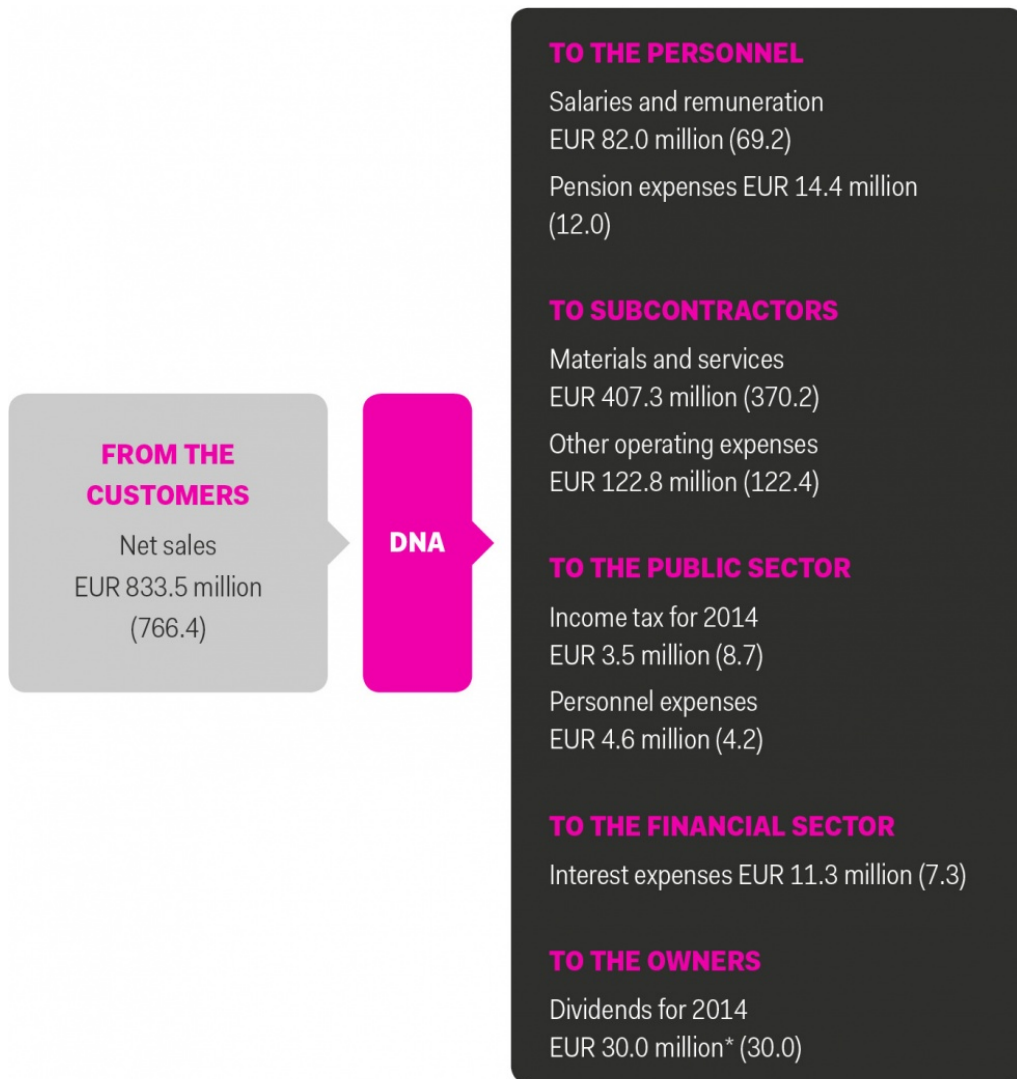 FROM THE
CUSTOMERS
Net sales
EUR 833.5 million
(766.4)
DNA
TO THE PERSONNEL
Salaries and remuneration
EUR 82.0 million (69.2)
Pension expenses EUR 14.4 million
(12.0)
TO SUBCONTRACTORS
Materials and services
EUR 407.3 million (370.2)
Other operating expenses
EUR 122.8 million (122.4)
TO THE PUBLIC SECTOR
Income tax for 2014
EUR 3.5 million (8.7)
Personnel expenses
EUR 4.6 million (4.2)
TO THE FINANCIAL SECTOR
Interest expenses EUR 11.3 million (7.3)
TO THE OWNERS
Dividends for 2014
EUR 30.0 million* (30.0)